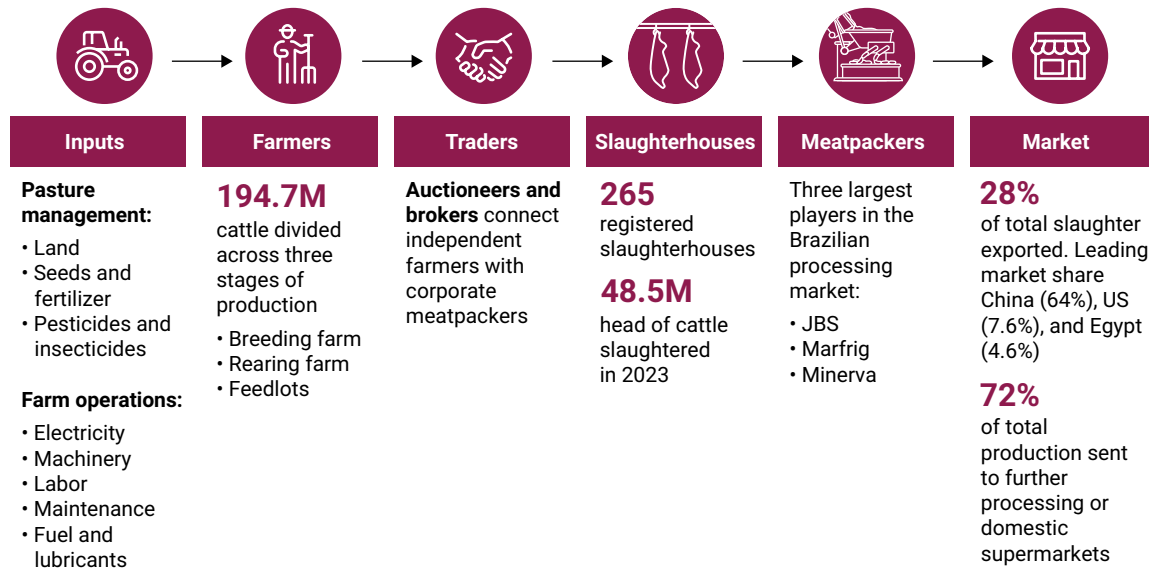 Inputs
Pasture
management:
• Land
• Seeds and
fertilizer
• Pesticides and
insecticides
Farm operations:
• Electricity
• Machinery
• Labor
• Maintenance
• Fuel and
lubricants
Farmers
194.7M
cattle divided
across three
stages of
production
• Breeding farm
• Rearing farm
• Feedlots
Traders
Auctioneers and
brokers connect
independent
farmers with
corporate
meatpackers
Slaughterhouses
265
registered
slaughterhouses
48.5M
head of cattle
slaughtered
in 2023
Meatpackers
Three largest
players in the
Brazilian
processing
market:
• JBS
• Marfrig
• Minerva
Market
28%
of total slaughter
exported. Leading
market share
China (64%), US
(7.6%), and Egypt
(4.6%)
72%
of total
production sent
to further
processing or
domestic
supermarkets